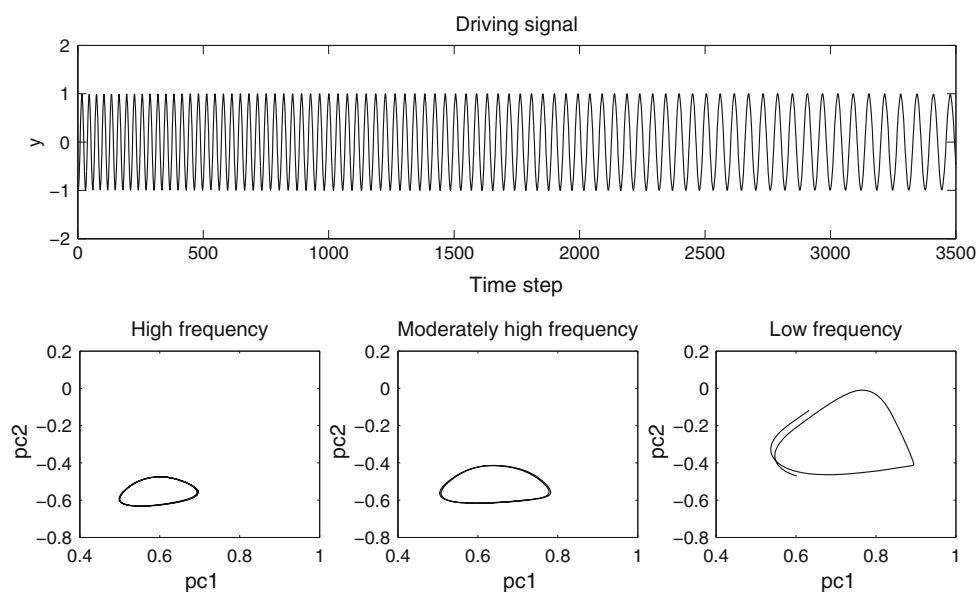 Driving signal
2
1
0
−1
−2
y
0 500 1000 1500 2000 2500 3000 3500
Time step
High frequency
0.2
0
−0.2
−0.4
−0.6
−0.8
pc2
0.4 0.6 0.8 1
pc1
Moderately high frequency
0.2
0
−0.2
−0.4
−0.6
−0.8
pc2
0.4 0.6 0.8 1
pc1
Low frequency
0.2
0
−0.2
−0.4
−0.6
−0.8
pc2
0.4 0.6 0.8 1
pc1